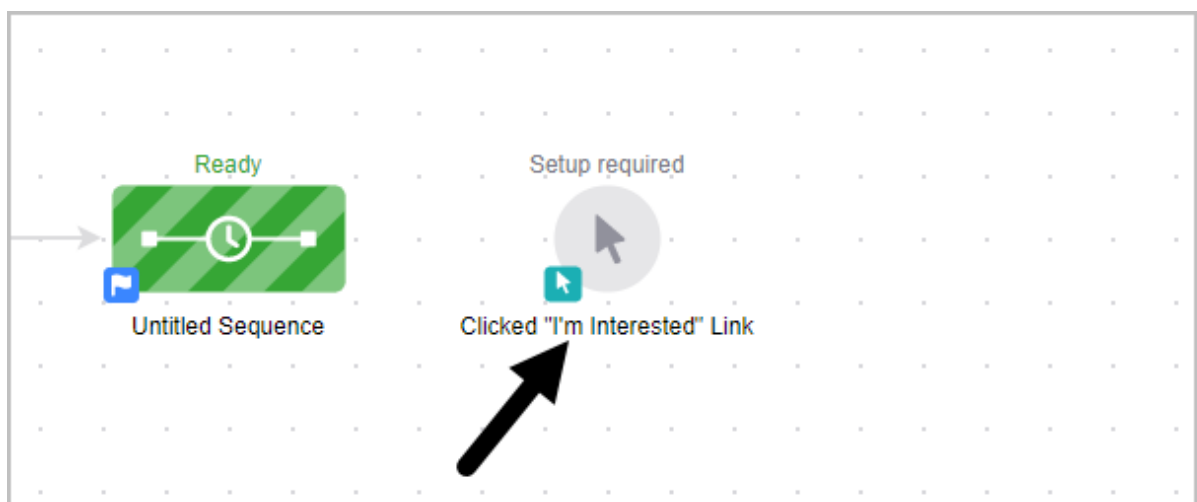 Ready
Setup required
Untitled Sequence
Clicked "I'm Interested" Link